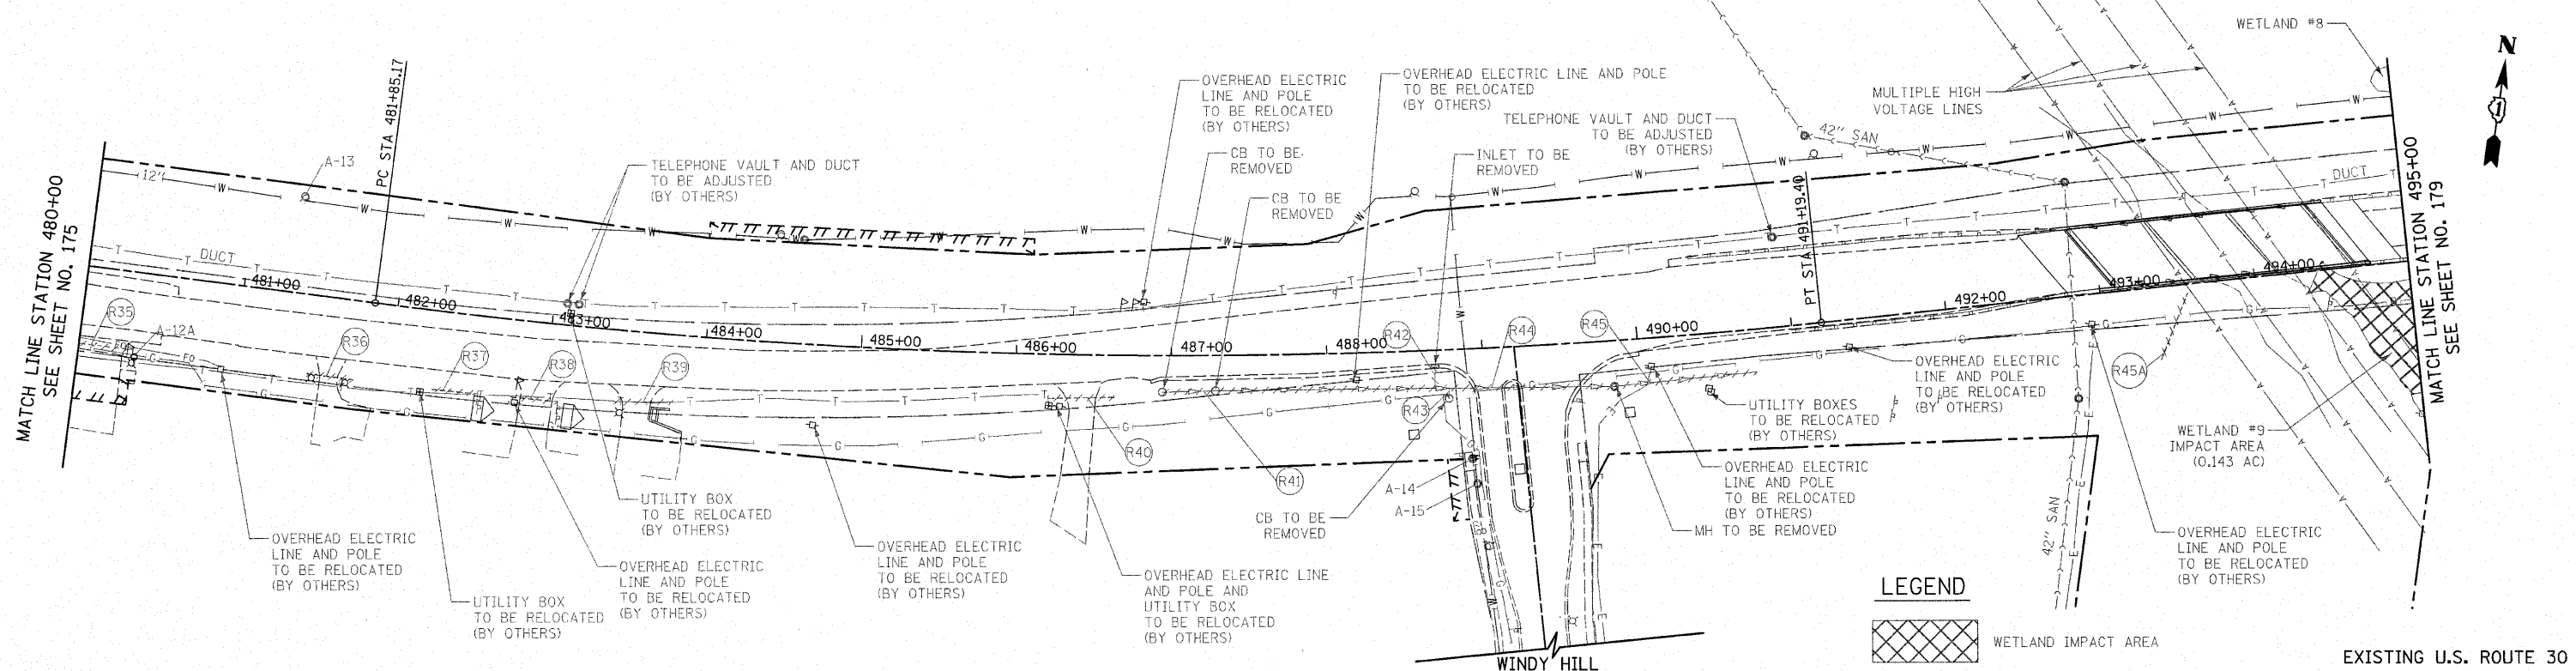 MATCH LINE STATION 480+00
SEE SHEET NO. 175
PC STA 481+85.17
12"
W
A-13
DUCT
T
481+00
482+00
483+00
484+00
485+00
486+00
487+00
488+00
490+00
492+00
493+00
494+00
TELEPHONE VAULT AND DUCT
TO BE ADJUSTED
(BY OTHERS)
OVERHEAD ELECTRIC
LINE AND POLE
TO BE RELOCATED
(BY OTHERS)
CB TO BE
REMOVED
CB TO BE
REMOVED
OVERHEAD ELECTRIC LINE AND POLE
TO BE RELOCATED
(BY OTHERS)
TELEPHONE VAULT AND DUCT
TO BE ADJUSTED
(BY OTHERS)
INLET TO BE
REMOVED
PT STA 491+19.40
42" SAN
MULTIPLE HIGH
VOLTAGE LINES
WETLAND #8
N
1
DUCT
MATCH LINE STATION 495+00
SEE SHEET NO. 179
R35
A-12A
R36
R37
R38
R39
R40
R41
R42
R43
R44
R45
R45A
G
E
OVERHEAD ELECTRIC
LINE AND POLE
TO BE RELOCATED
(BY OTHERS)
UTILITY BOX
TO BE RELOCATED
(BY OTHERS)
OVERHEAD ELECTRIC
LINE AND POLE
TO BE RELOCATED
(BY OTHERS)
UTILITY BOX
TO BE RELOCATED
(BY OTHERS)
OVERHEAD ELECTRIC
LINE AND POLE
TO BE RELOCATED
(BY OTHERS)
OVERHEAD ELECTRIC LINE
AND POLE AND
UTILITY BOX
TO BE RELOCATED
(BY OTHERS)
CB TO BE
REMOVED
A-14
A-15
OVERHEAD ELECTRIC
LINE AND POLE
TO BE RELOCATED
(BY OTHERS)
MH TO BE REMOVED
UTILITY BOXES
TO BE RELOCATED
(BY OTHERS)
OVERHEAD ELECTRIC
LINE AND POLE
TO BE RELOCATED
(BY OTHERS)
42" SAN
WETLAND #9
IMPACT AREA
(0.143 AC)
OVERHEAD ELECTRIC
LINE AND POLE
TO BE RELOCATED
(BY OTHERS)
WINDY HILL
LEGEND
WETLAND IMPACT AREA
EXISTING U.S. ROUTE 30